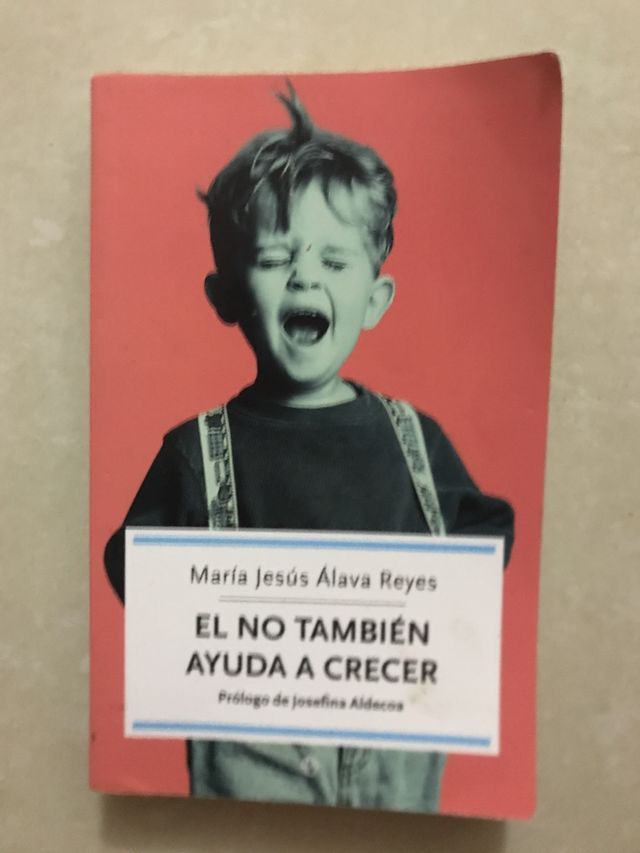 María Jesús Álava Reyes
EL NO TAMBIÉN
AYUDA A CRECER
Prólogo de Josefina Aldecoa